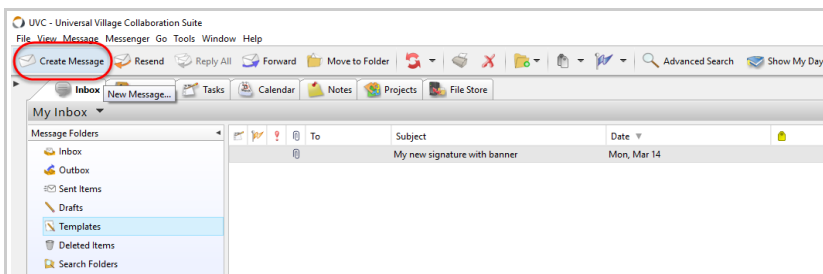 UVC - Universal Village Collaboration Suite
File View Message Messenger Go Tools Window Help
Create Message Resend Reply All Forward Move to Folder Advanced Search Show My Day
Inbox Tasks Calendar Notes Projects File Store
New Message...
My Inbox
Message Folders To Subject Date
Inbox My new signature with banner Mon, Mar 14
Outbox
Sent Items
Drafts
Templates
Deleted Items
Search Folders